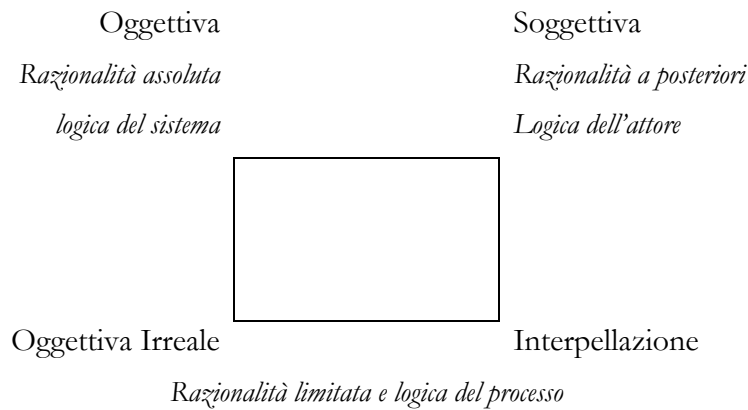 Oggettiva
Soggettiva
Razionalità assoluta
Razionalità a posteriori
logica del sistema
Logica dell'attore
Oggettiva Irreale
Interpellazione
Razionalità limitata e logica del processo